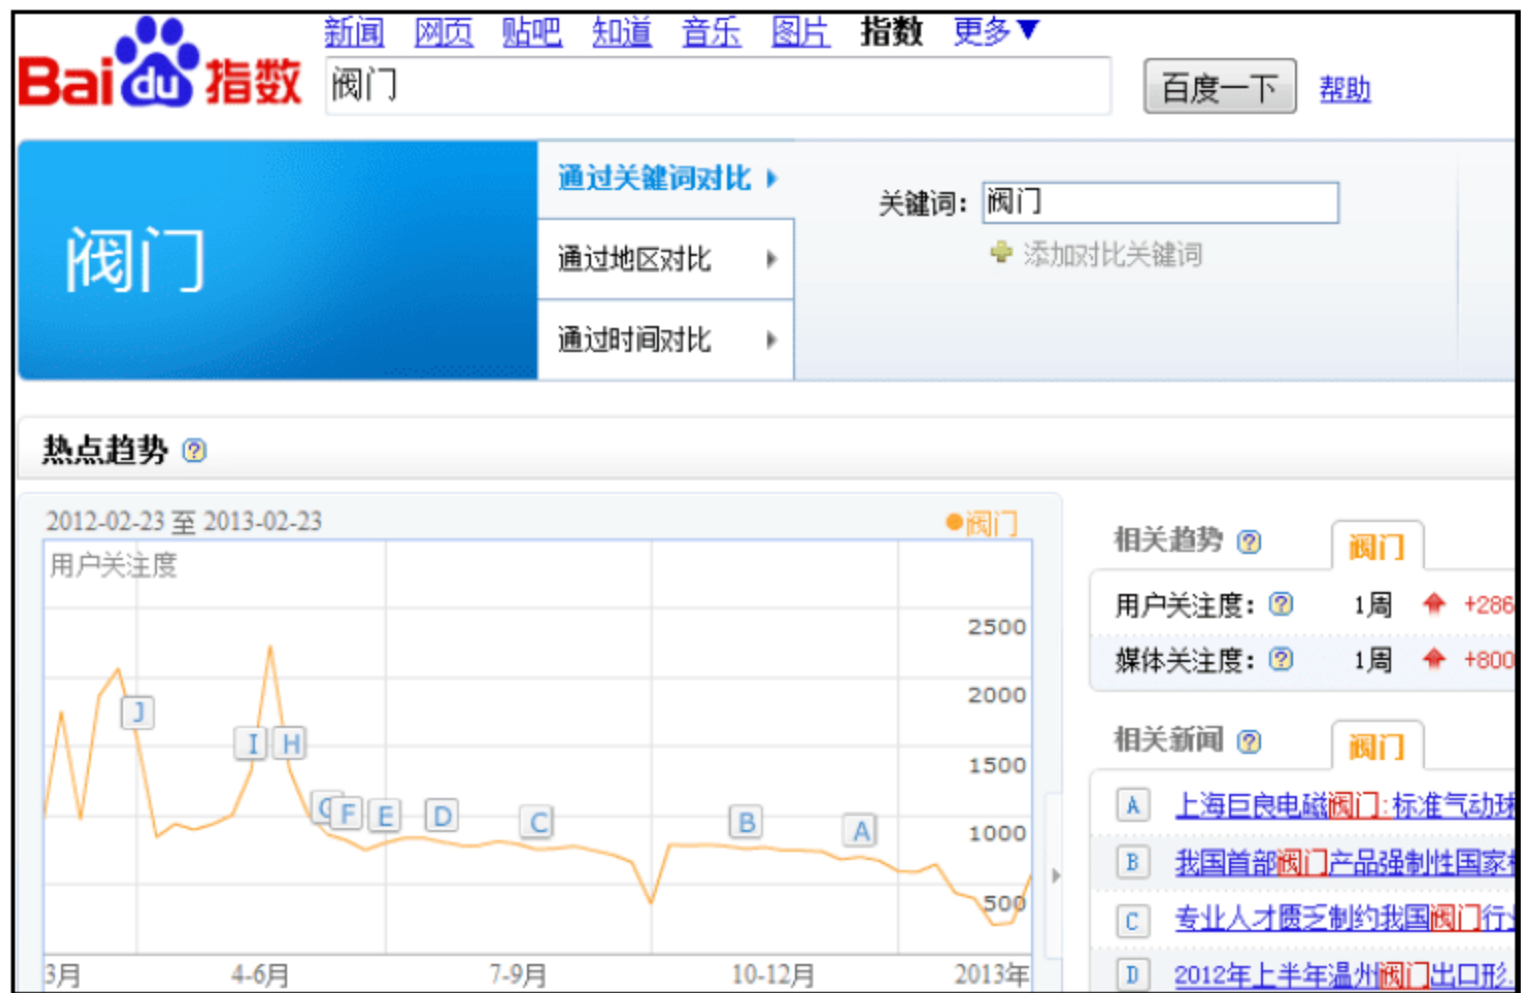 新闻 网页 贴吧 知道 音乐 图片 指数 更多▼
Bai du 指数
阀门
百度一下 帮助
阀门
通过关键词对比
通过地区对比
通过时间对比
关键词: 阀门
添加对比关键词
热点趋势
2012-02-23 至 2013-02-23
阀门
用户关注度
2500
2000
1500
1000
500
J
I
H
F
E
D
C
B
A
3月 4-6月 7-9月 10-12月 2013年
相关趋势 阀门
用户关注度: 1周 +286
媒体关注度: 1周 +800
相关新闻 阀门
A 上海巨良电磁阀门:标准气动球
B 我国首部阀门产品强制性国家
C 专业人才匮乏制约我国阀门行
D 2012年上半年温州阀门出口形